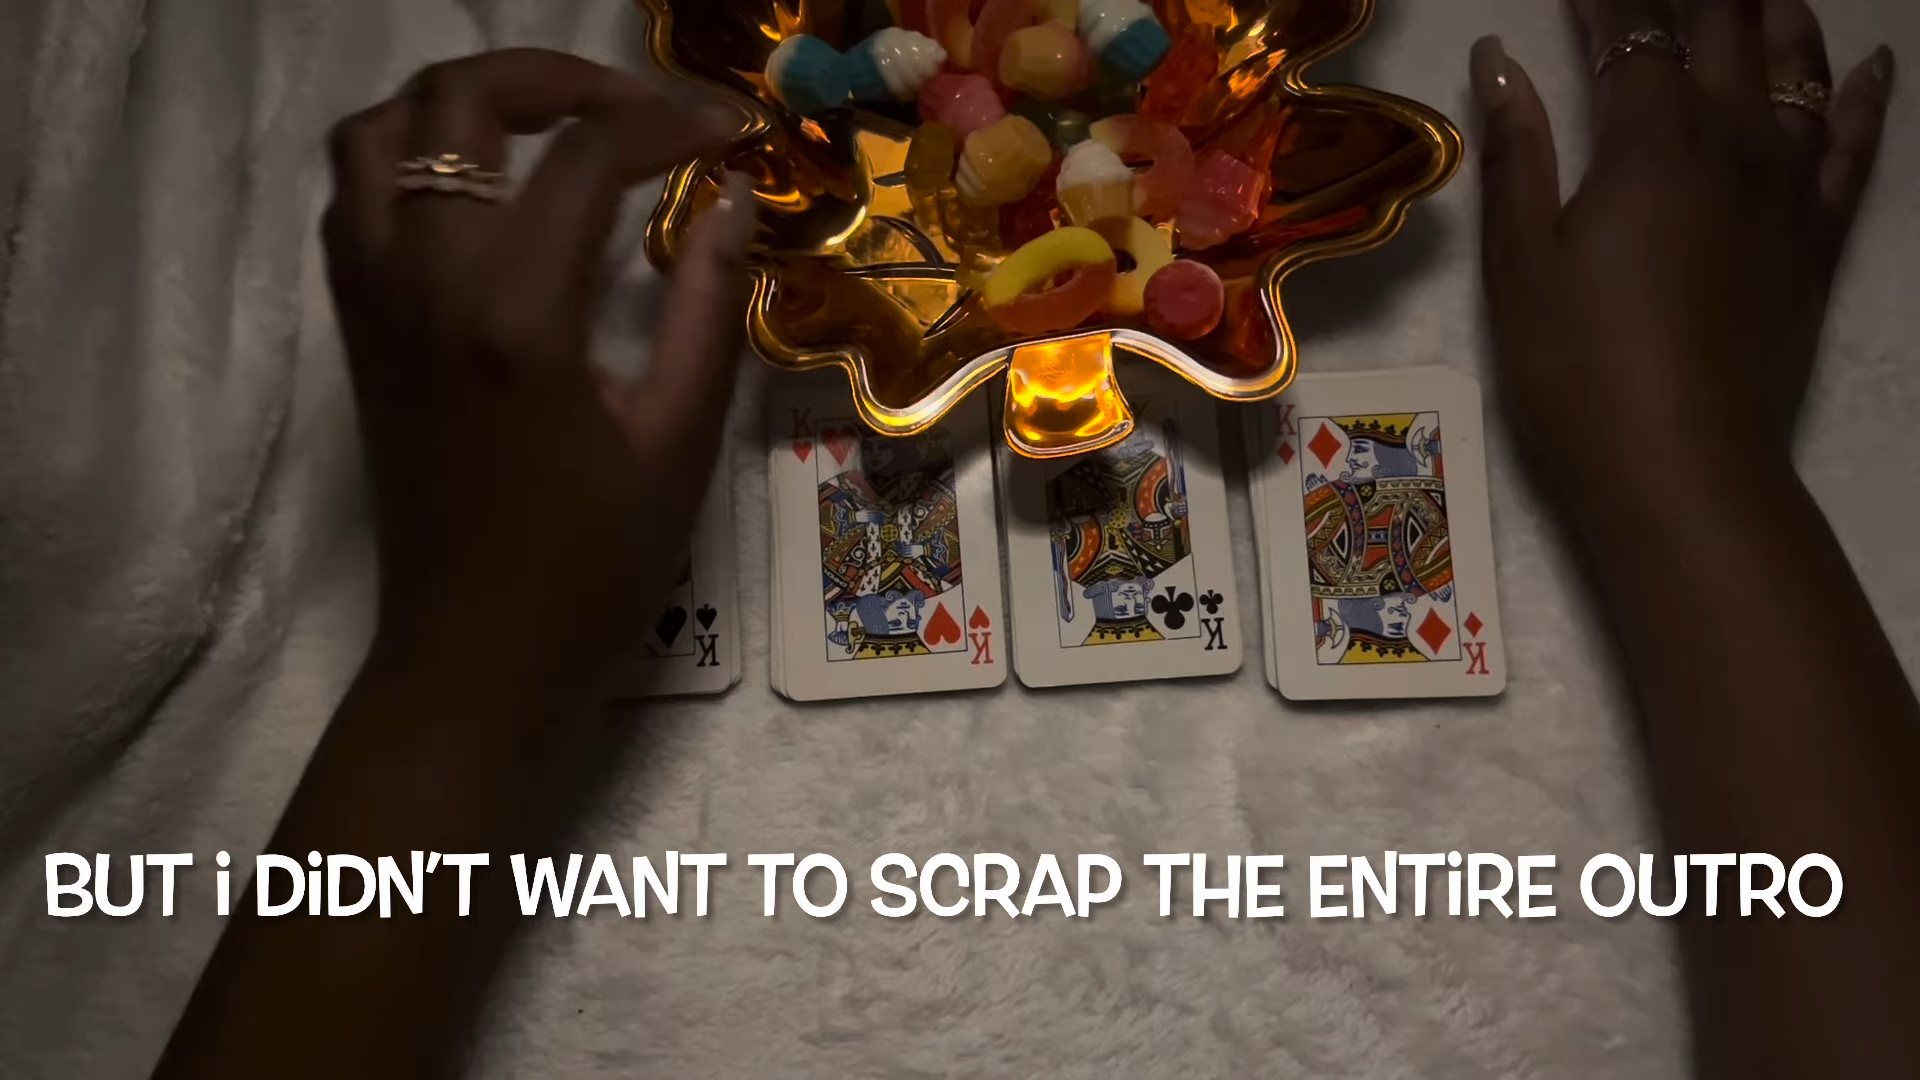 K K
K K K K
BUT i DiDN'T WANT TO SCRAP THE ENTiRE OUTRO